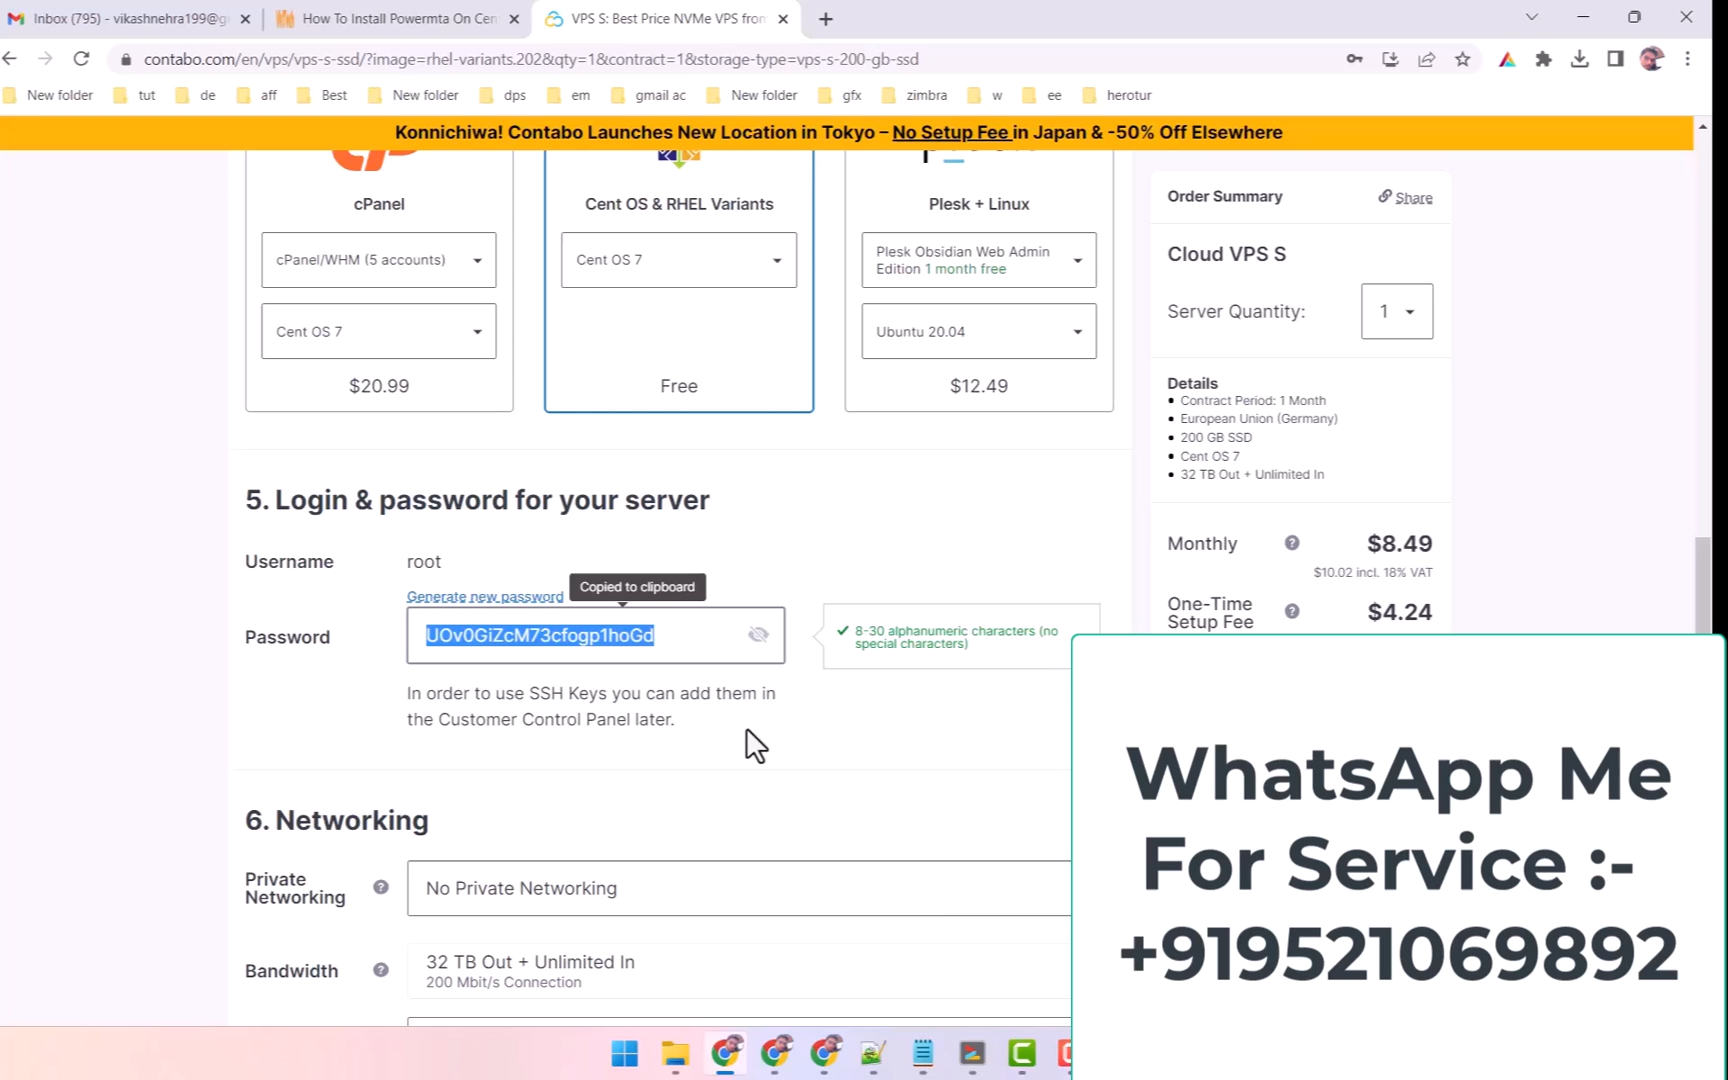 Inbox (795) - vikashnehra199@g
How To Install Powermta On Cen
VPS S: Best Price NVMe VPS from
contabo.com/en/vps/vps-s-ssd/?image=rhel-variants.202&qty=1&contract=1&storage-type=vps-s-200-gb-ssd
New folder
tut
de
aff
Best
New folder
dps
em
gmail ac
New folder
gfx
zimbra
w
ee
herotur
Konnichiwa! Contabo Launches New Location in Tokyo – No Setup Fee in Japan & -50% Off Elsewhere
cPanel
Cent OS & RHEL Variants
Plesk + Linux
cPanel/WHM (5 accounts)
Cent OS 7
Plesk Obsidian Web Admin
Edition 1 month free
Cent OS 7
Ubuntu 20.04
$20.99
Free
$12.49
Order Summary
Share
Cloud VPS S
Server Quantity:
1
Details
Contract Period: 1 Month
European Union (Germany)
200 GB SSD
Cent OS 7
32 TB Out + Unlimited In
Monthly
$8.49
$10.02 incl. 18% VAT
One-Time
Setup Fee
$4.24
5. Login & password for your server
Username
root
Generate new password
Copied to clipboard
Password
UOv0GiZcM73cfogp1hoGd
8-30 alphanumeric characters (no
special characters)
In order to use SSH Keys you can add them in
the Customer Control Panel later.
6. Networking
Private
Networking
No Private Networking
Bandwidth
32 TB Out + Unlimited In
200 Mbit/s Connection
WhatsApp Me
For Service :-
+919521069892